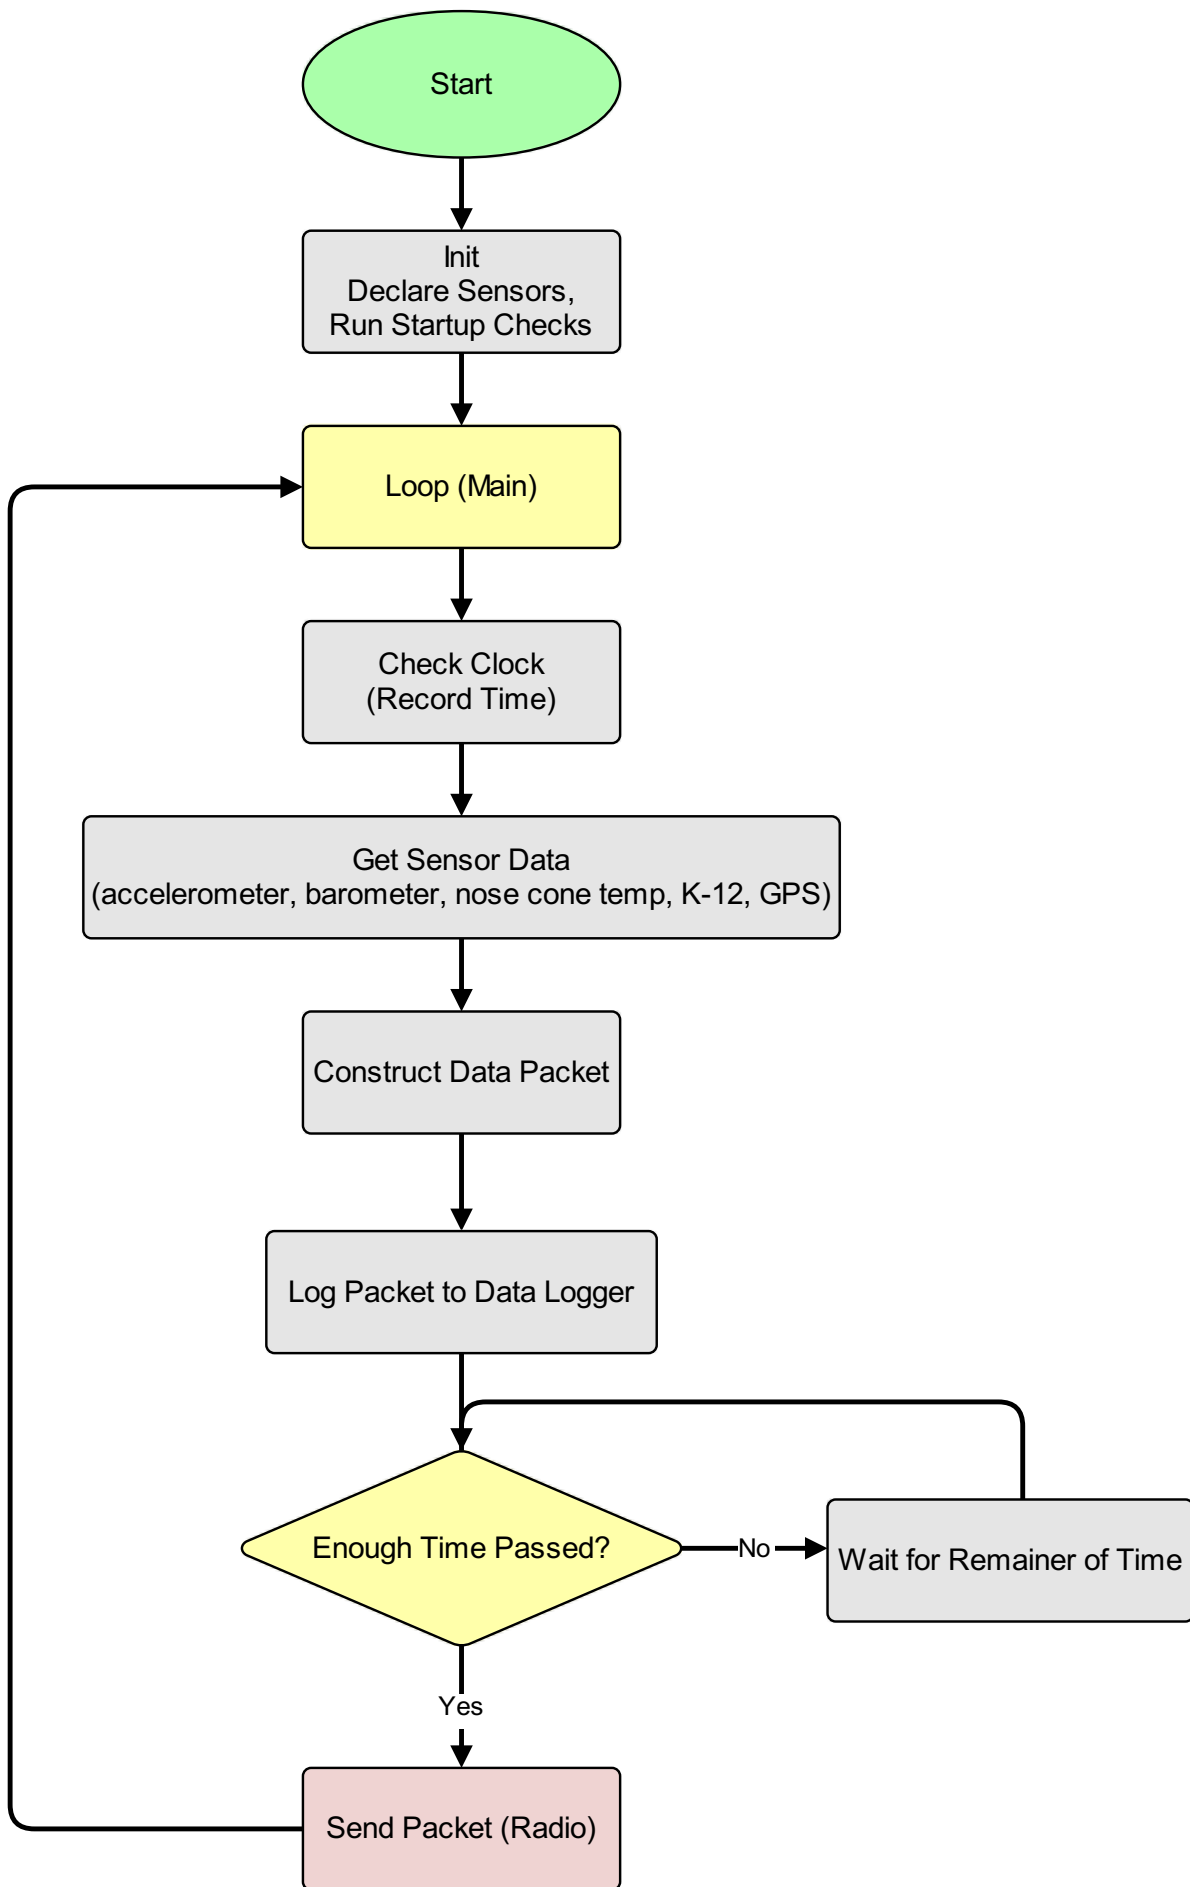 Start
Init
Declare Sensors,
Run Startup Checks
Loop (Main)
Check Clock
(Record Time)
Get Sensor Data
(accelerometer, barometer, nose cone temp, K-12, GPS)
Construct Data Packet
Log Packet to Data Logger
Enough Time Passed?
No
Wait for Remainer of Time
Yes
Send Packet (Radio)